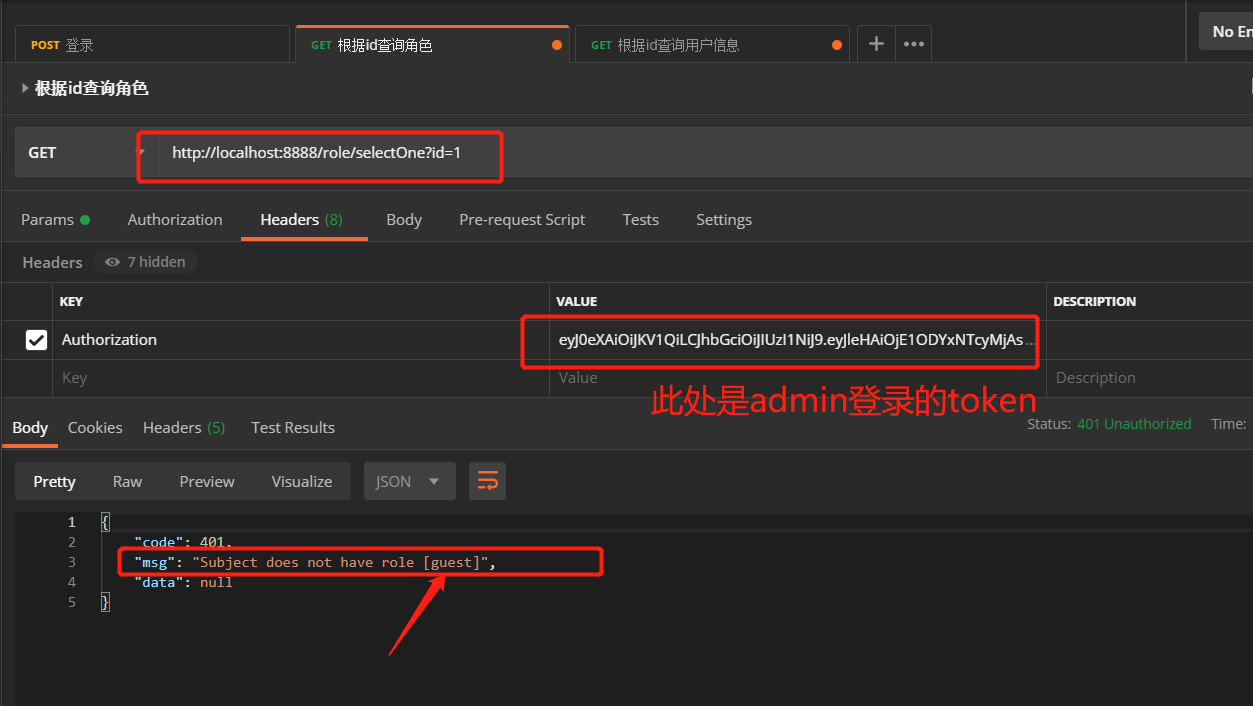 POST 登录
GET 根据id查询角色
GET 根据id查询用户信息
No En
根据id查询角色
GET
http://localhost:8888/role/selectOne?id=1
Params
Authorization
Headers (8)
Body
Pre-request Script
Tests
Settings
Headers
7 hidden
KEY
VALUE
DESCRIPTION
Authorization
eyJ0eXAiOiJKV1QiLCJhbGciOiJIUzI1NiJ9.eyJleHAiOjE1ODYxNTcyMjAs...
Key
Value
Description
此处是admin登录的token
Body
Cookies
Headers (5)
Test Results
Status: 401 Unauthorized
Time:
Pretty
Raw
Preview
Visualize
JSON
1 {
2 "code": 401,
3 "msg": "Subject does not have role [guest]",
4 "data": null
5 }